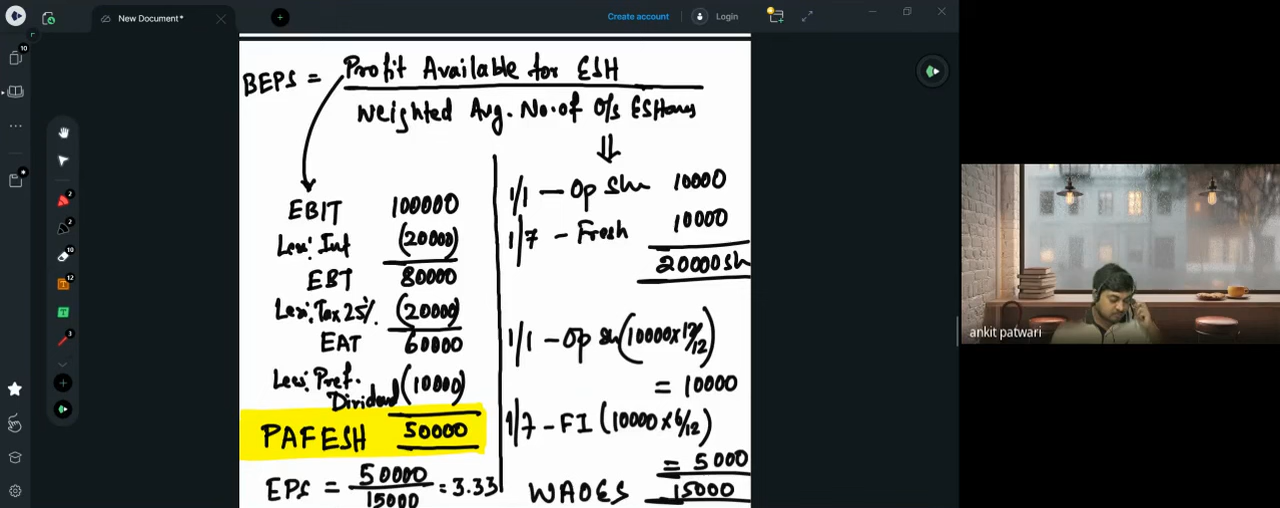 New Document*
Create account
Login
BEPS = Profit Available for ESH
Weighted Avg. No. of O/s EShares
EBIT 100000
Less: Int (20000)
EBT 80000
Less: Tax 25% (20000)
EAT 60000
Less: Pref. Dividend (10000)
PAFESH 50000
EPS = 50000 / 15000 = 3.33
1/1 — Op Sh 10000
1/7 - Fresh 10000
20000 Sh
1/1 - Op Sh (10000 x 12/12)
= 10000
1/7 - FI (10000 x 6/12)
= 5000
WAOES 15000
ankit patwari